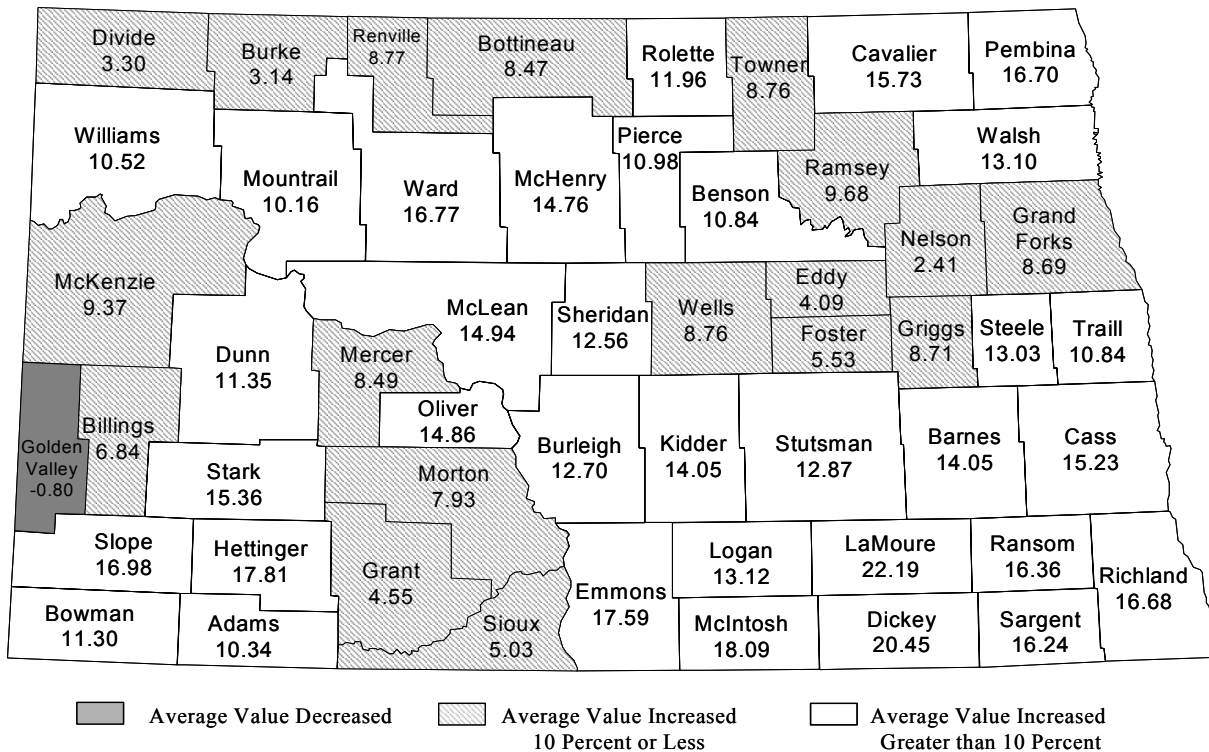 Divide
3.30
Burke
3.14
Renville
8.77
Bottineau
8.47
Rolette
11.96
Towner
8.76
Cavalier
15.73
Pembina
16.70
Williams
10.52
Mountrail
10.16
Ward
16.77
McHenry
14.76
Pierce
10.98
Benson
10.84
Ramsey
9.68
Walsh
13.10
McKenzie
9.37
Nelson
2.41
Grand
Forks
8.69
Dunn
11.35
McLean
14.94
Sheridan
12.56
Wells
8.76
Eddy
4.09
Foster
5.53
Griggs
8.71
Steele
13.03
Traill
10.84
Mercer
8.49
Oliver
14.86
Golden
Valley
-0.80
Billings
6.84
Stark
15.36
Morton
7.93
Burleigh
12.70
Kidder
14.05
Stutsman
12.87
Barnes
14.05
Cass
15.23
Slope
16.98
Hettinger
17.81
Grant
4.55
Sioux
5.03
Emmons
17.59
Logan
13.12
LaMoure
22.19
Ransom
16.36
Richland
16.68
Bowman
11.30
Adams
10.34
McIntosh
18.09
Dickey
20.45
Sargent
16.24
Average Value Decreased
Average Value Increased
10 Percent or Less
Average Value Increased
Greater than 10 Percent